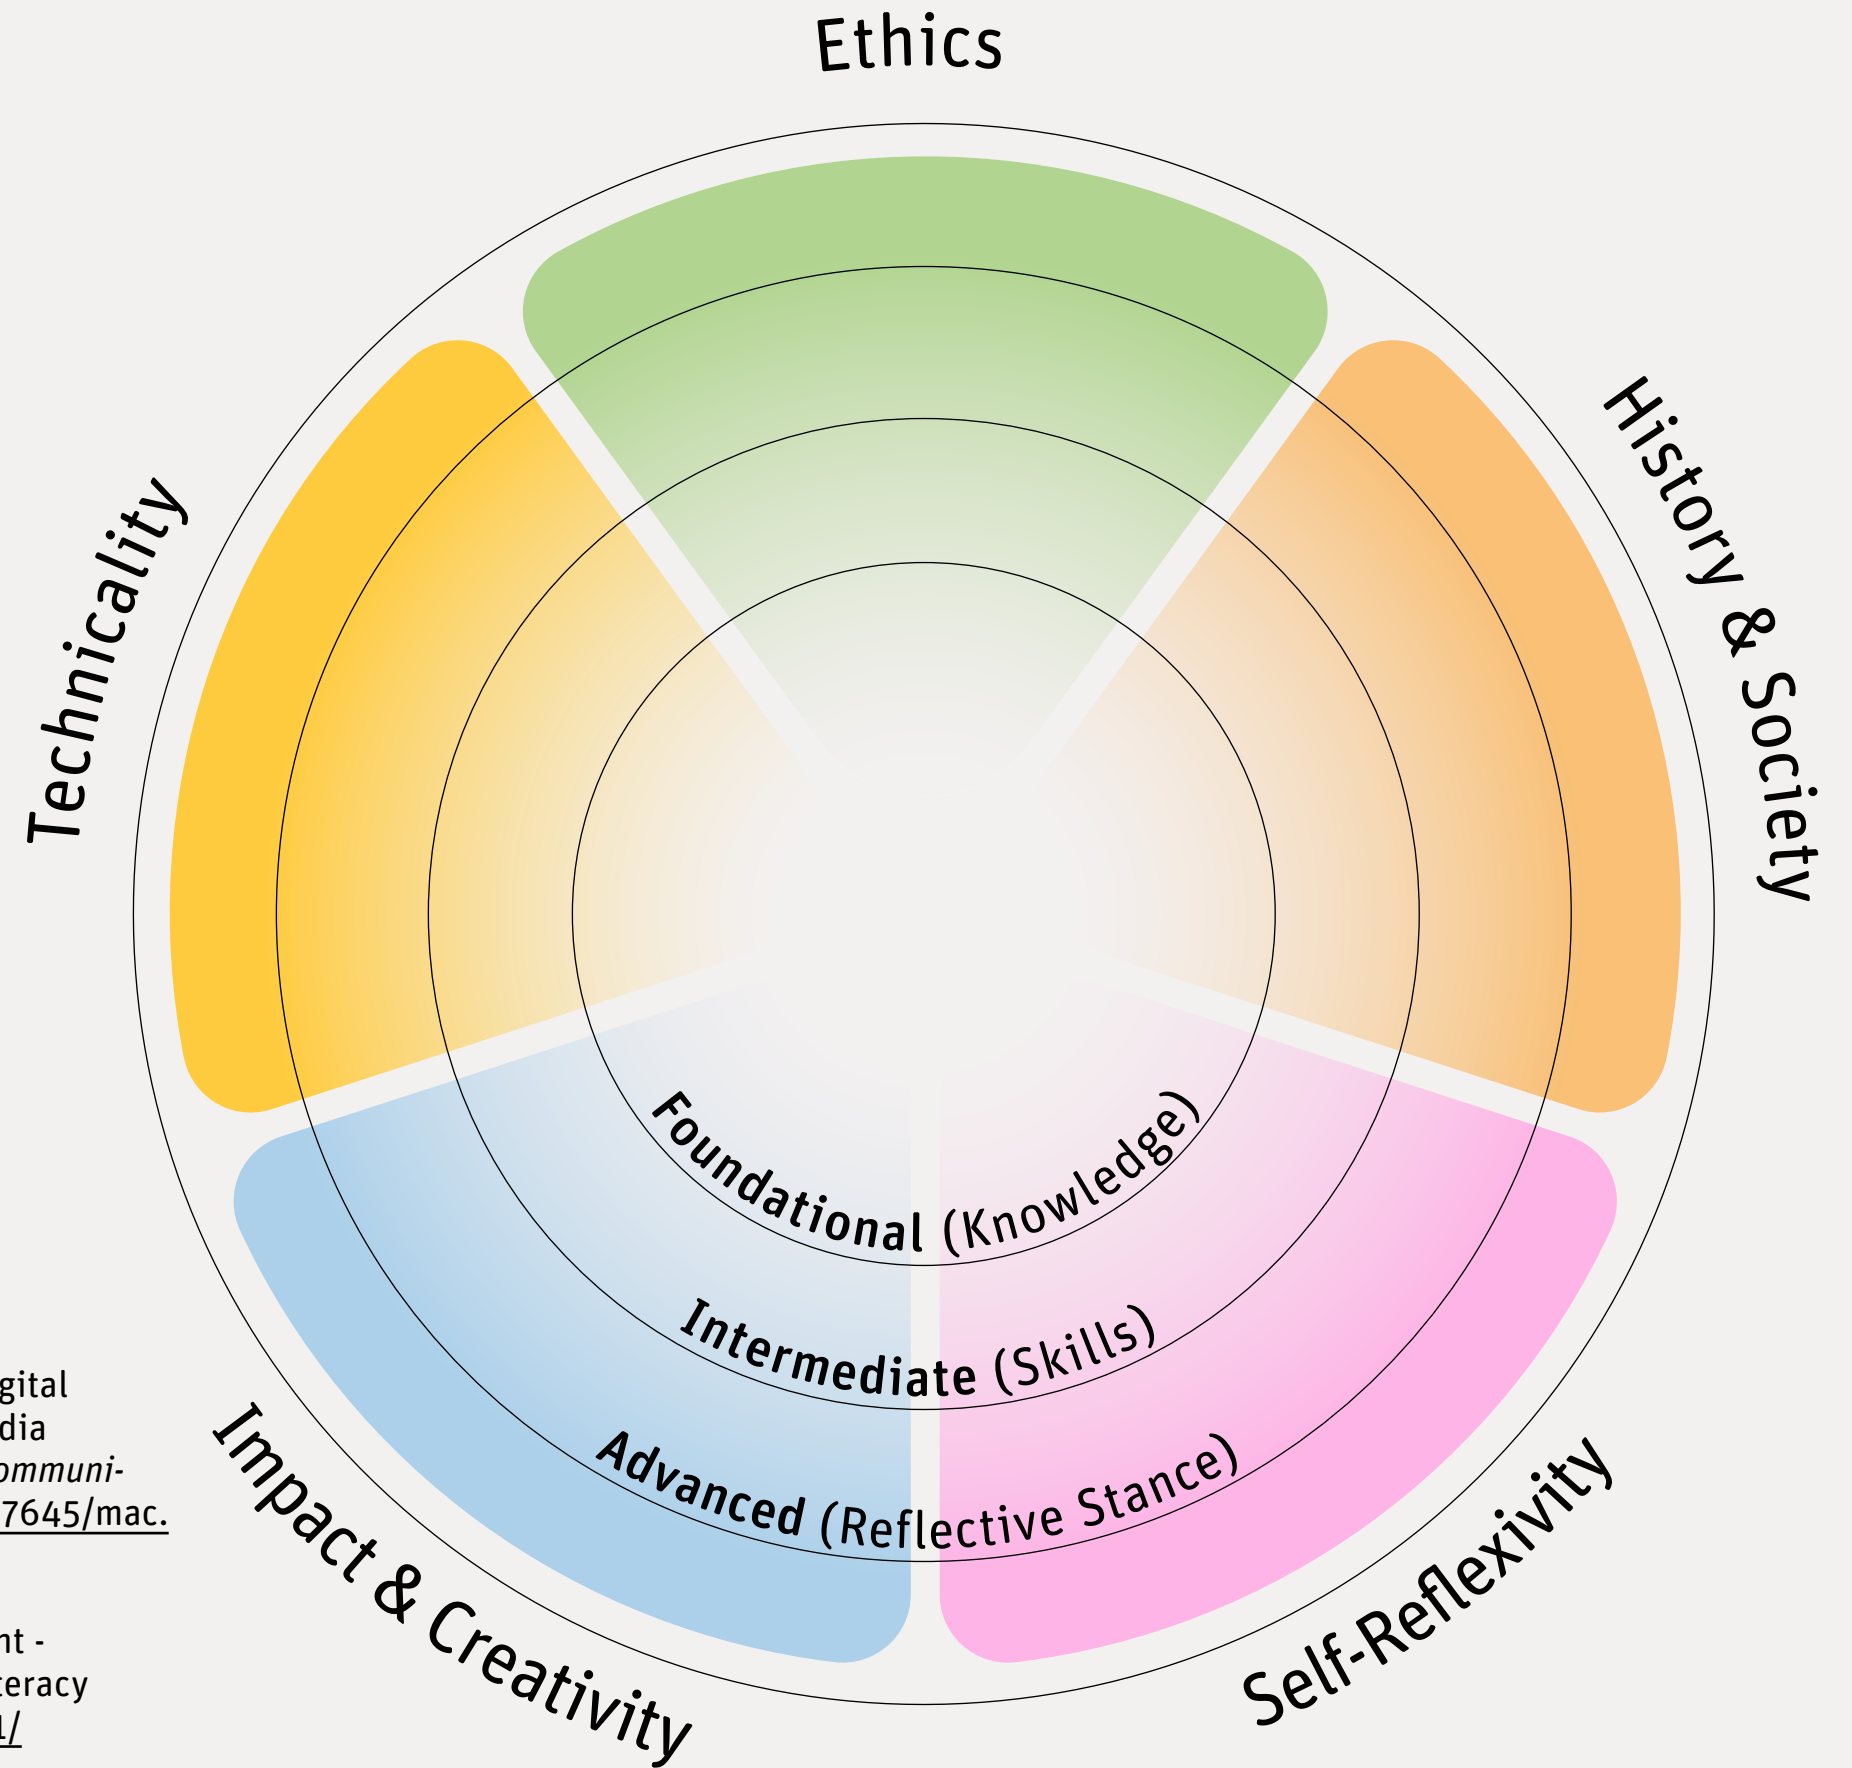 Ethics
History & Society
Technicality
Foundational (Knowledge)
Intermediate (Skills)
Advanced (Reflective Stance)
Impact & Creativity
Self-Reflexivity
gital
dia
ommuni-
7645/mac.
nt -
teracy
1/